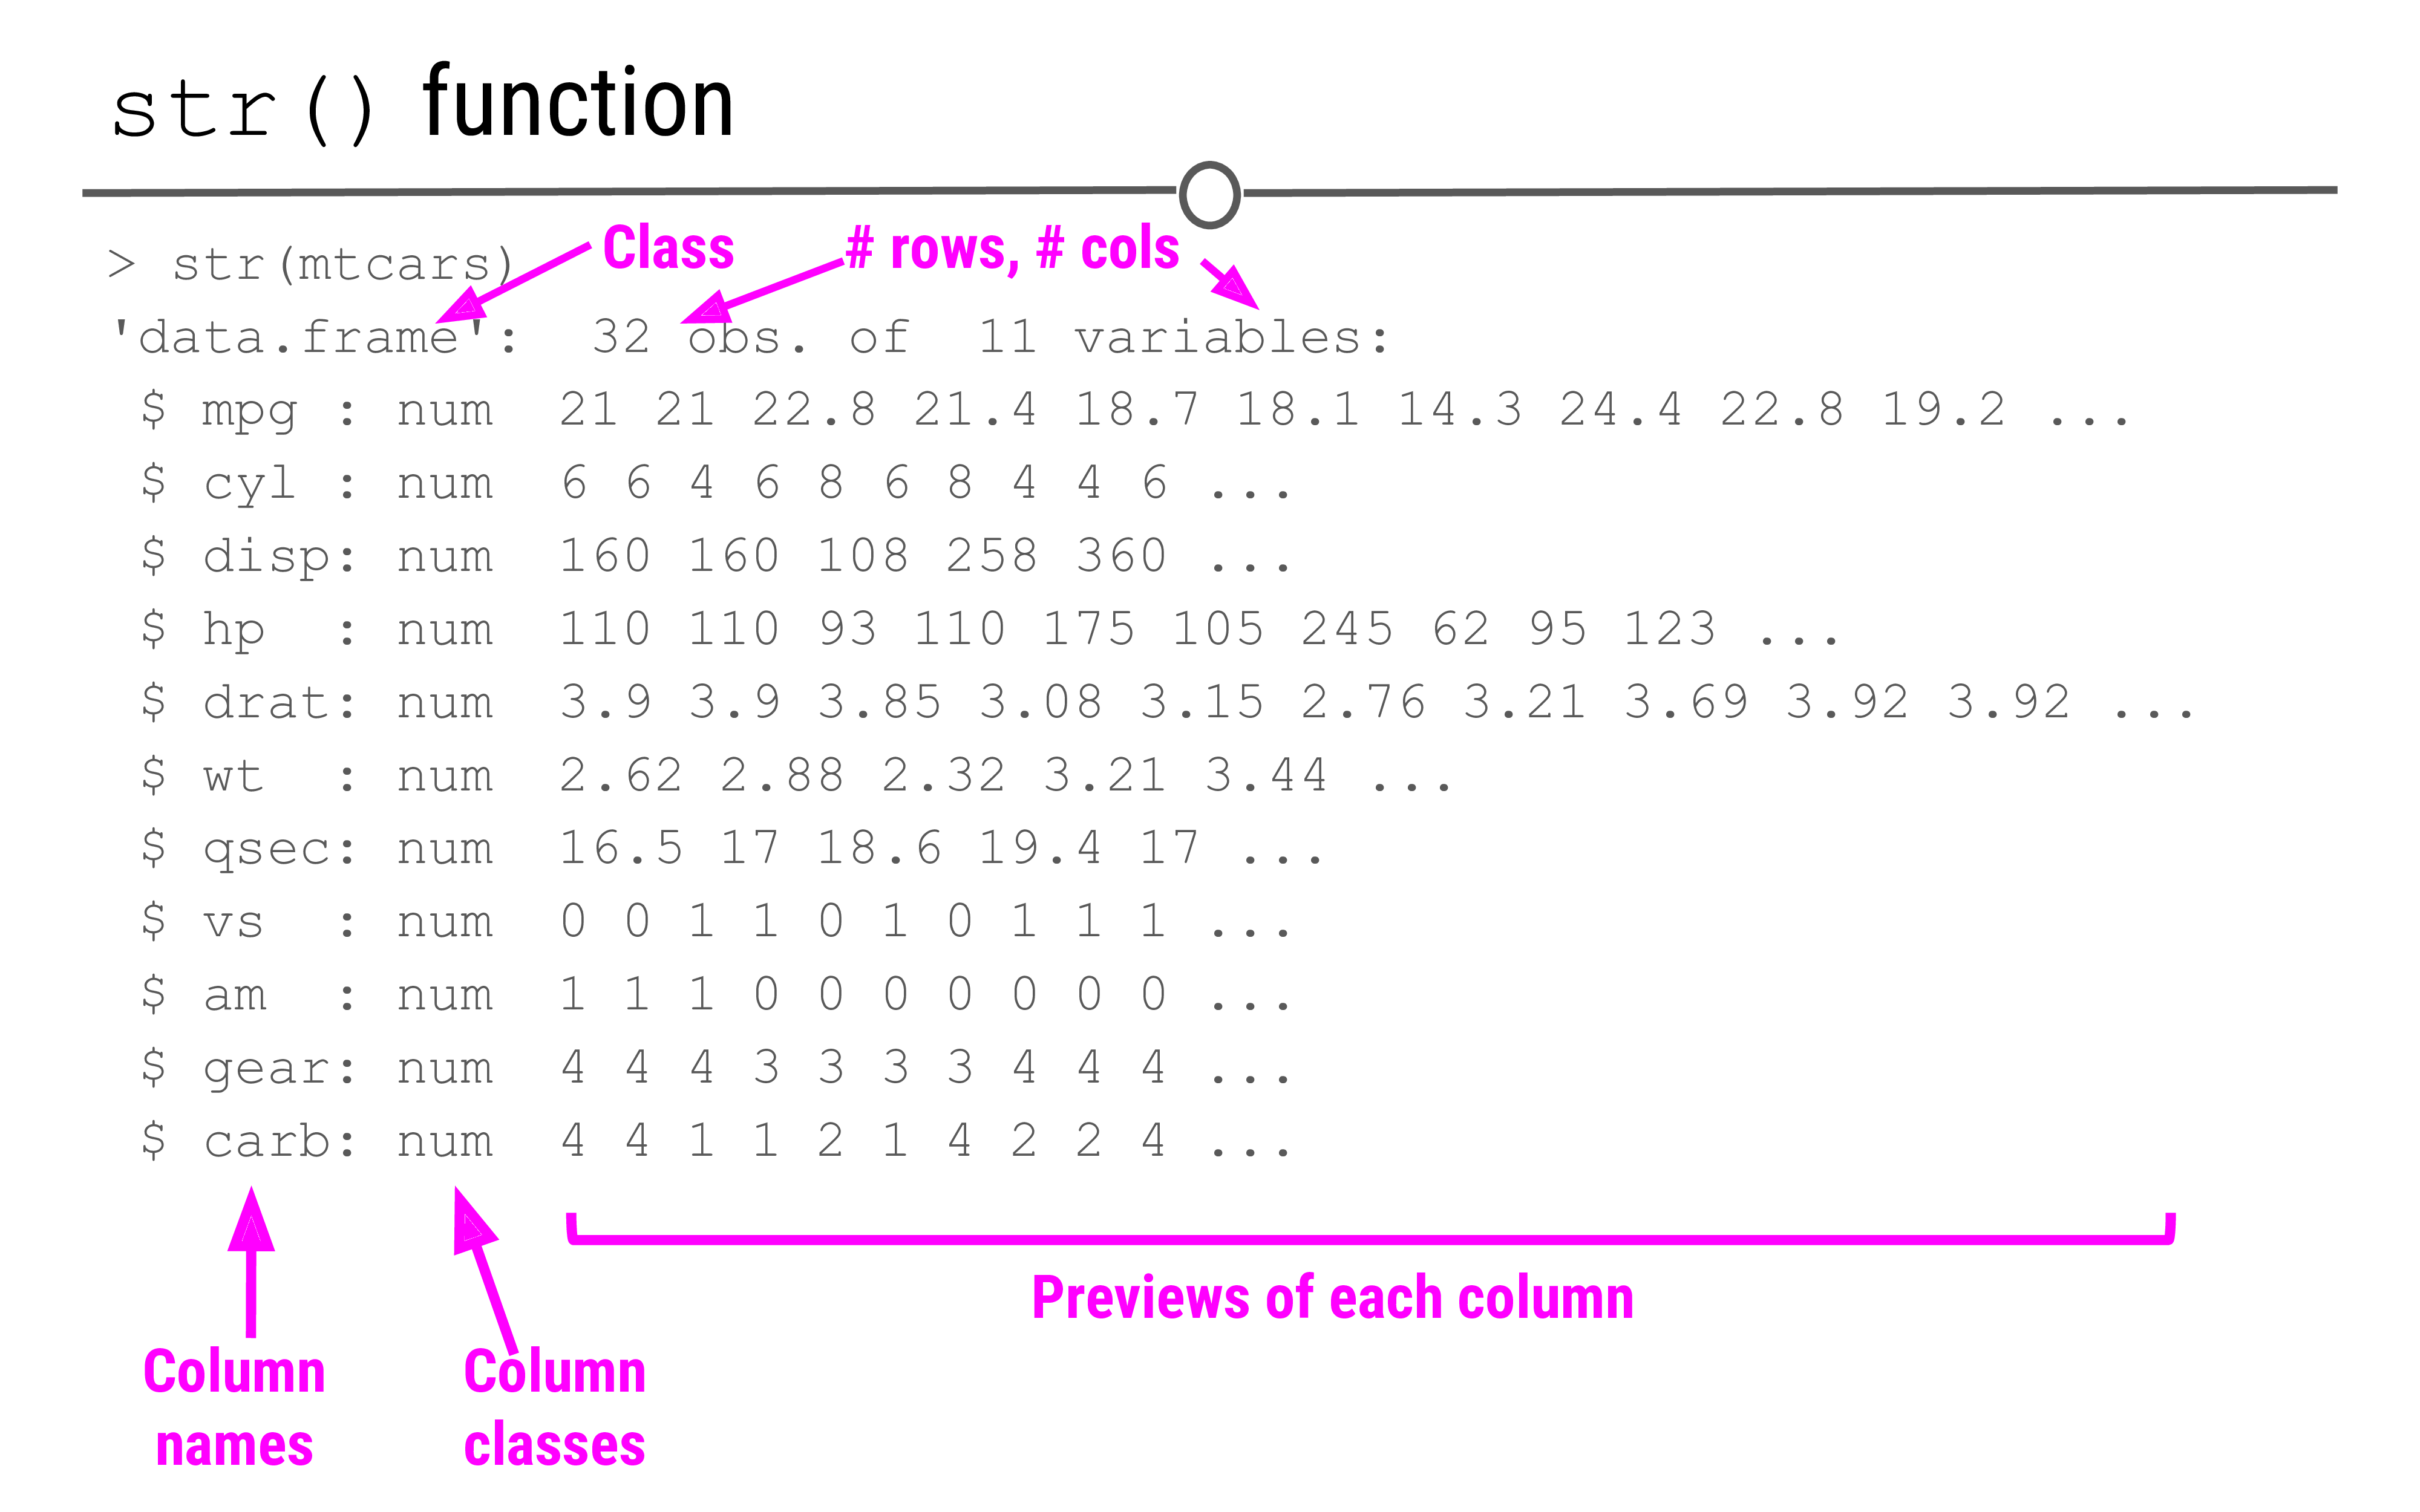 str() function
Class # rows, # cols
> str(mtcars)
'data.frame':  32 obs. of  11 variables:
 $ mpg : num  21 21 22.8 21.4 18.7 18.1 14.3 24.4 22.8 19.2 ...
 $ cyl : num  6 6 4 6 8 6 8 4 4 6 ...
 $ disp: num  160 160 108 258 360 ...
 $ hp  : num  110 110 93 110 175 105 245 62 95 123 ...
 $ drat: num  3.9 3.9 3.85 3.08 3.15 2.76 3.21 3.69 3.92 3.92 ...
 $ wt  : num  2.62 2.88 2.32 3.21 3.44 ...
 $ qsec: num  16.5 17 18.6 19.4 17 ...
 $ vs  : num  0 0 1 1 0 1 0 1 1 1 ...
 $ am  : num  1 1 1 0 0 0 0 0 0 0 ...
 $ gear: num  4 4 4 3 3 3 3 4 4 4 ...
 $ carb: num  4 4 1 1 2 1 4 2 2 4 ...
Previews of each column
Column
names
Column
classes